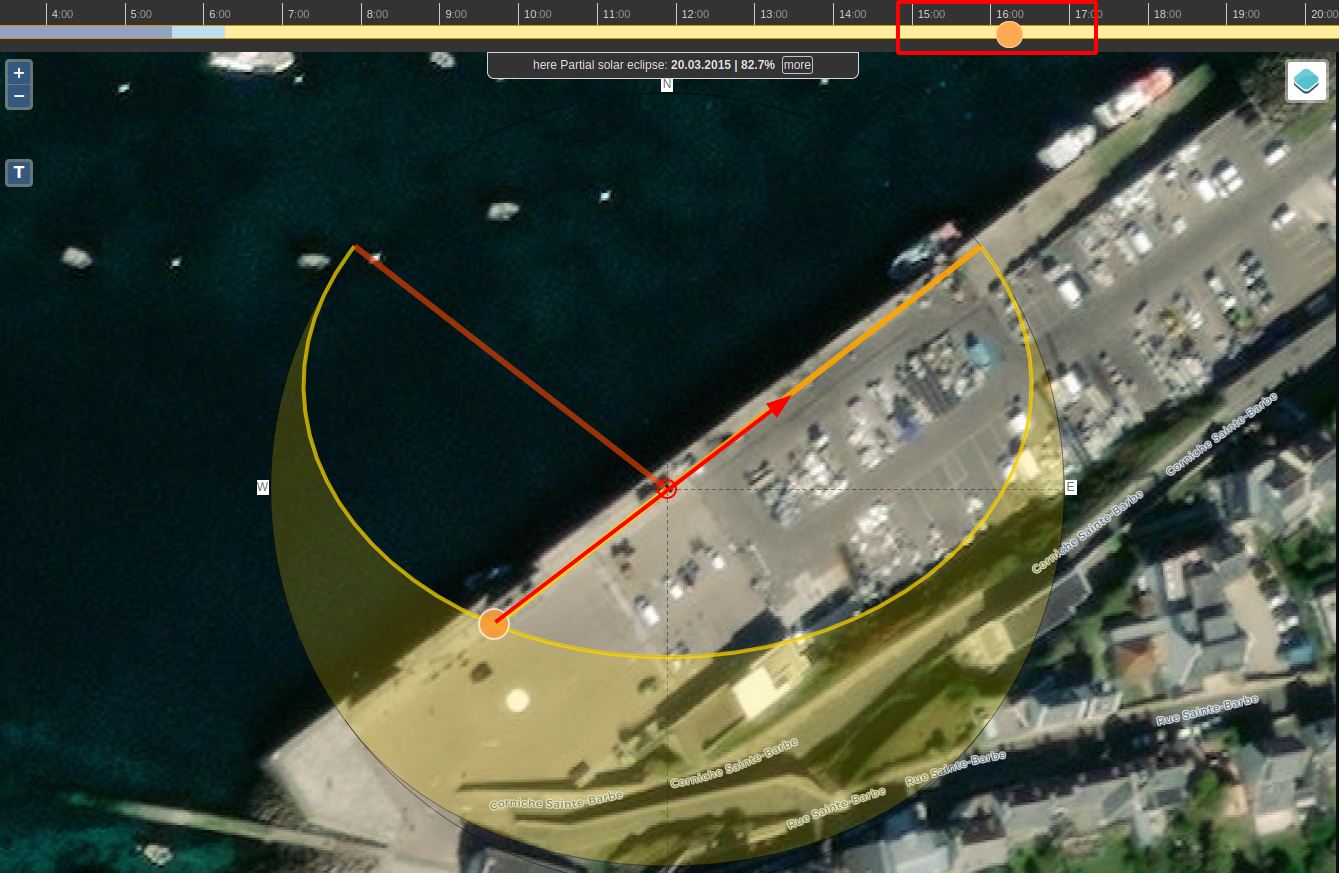 4:00 5:00 6:00 7:00 8:00 9:00 10:00 11:00 12:00 13:00 14:00 15:00 16:00 17:00 18:00 19:00 20:00
here Partial solar eclipse: 20.03.2015 | 82.7% more
+
−
N
T
W
E
Corniche Sainte-Barbe
Corniche Sainte-Barbe
Rue Sainte-Barbe
Corniche Sainte-Barbe
Rue Sainte-Barbe
Corniche Sainte-Barbe
Rue Sainte-Barbe